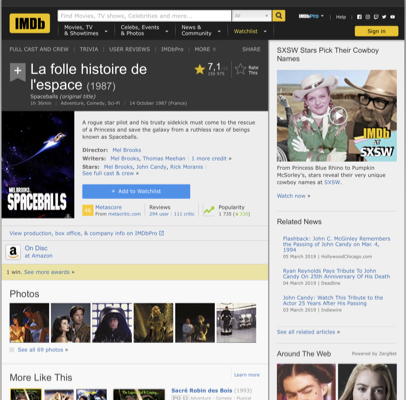 IMDb
Find Movies, TV shows, Celebrities and more...
All
IMDbPro
Help
Movies, TV & Showtimes
Celebs, Events & Photos
News & Community
Watchlist
Sign in
FULL CAST AND CREW | TRIVIA | USER REVIEWS | IMDbPro | MORE
SHARE
La folle histoire de l'espace (1987)
Spaceballs (original title)
1h 36min | Adventure, Comedy, Sci-Fi | 14 October 1987 (France)
7,1
Rate This
MEL BROOKS
SPACEBALLS
A rogue star pilot and his trusty sidekick must come to the rescue
of a Princess and save the galaxy from a ruthless race of beings
known as Spaceballs.
Director: Mel Brooks
Writers: Mel Brooks, Thomas Meehan | 1 more credit »
Stars: Mel Brooks, John Candy, Rick Moranis |
See full cast & crew »
+ Add to Watchlist
Metascore
From metacritic.com
Reviews
294 user | 111 critic
Popularity
View production, box office, & company info on IMDbPro
a
On Disc
at Amazon
1 win. See more awards »
Photos
See all 69 photos »
More Like This
Learn more
Sacré Robin des Bois (1993)
SXSW Stars Pick Their Cowboy
Names
IMDb
AT
SXSW
From Princess Blue Rhino to Pumpkin
McSorley's, stars reveal their very unique
cowboy names at SXSW.
Watch now »
Related News
Flashback: John C. McGinley Remembers
the Passing of John Candy on Mar. 4,
1994
05 March 2019 | HollywoodChicago.com
Ryan Reynolds Pays Tribute To John
Candy On 25th Anniversary Of His Death
04 March 2019 | Deadline
John Candy: Watch This Tribute to the
Actor 25 Years After His Passing
03 March 2019 | Indiewire
See all related articles »
Around The Web
Powered by ZergNet